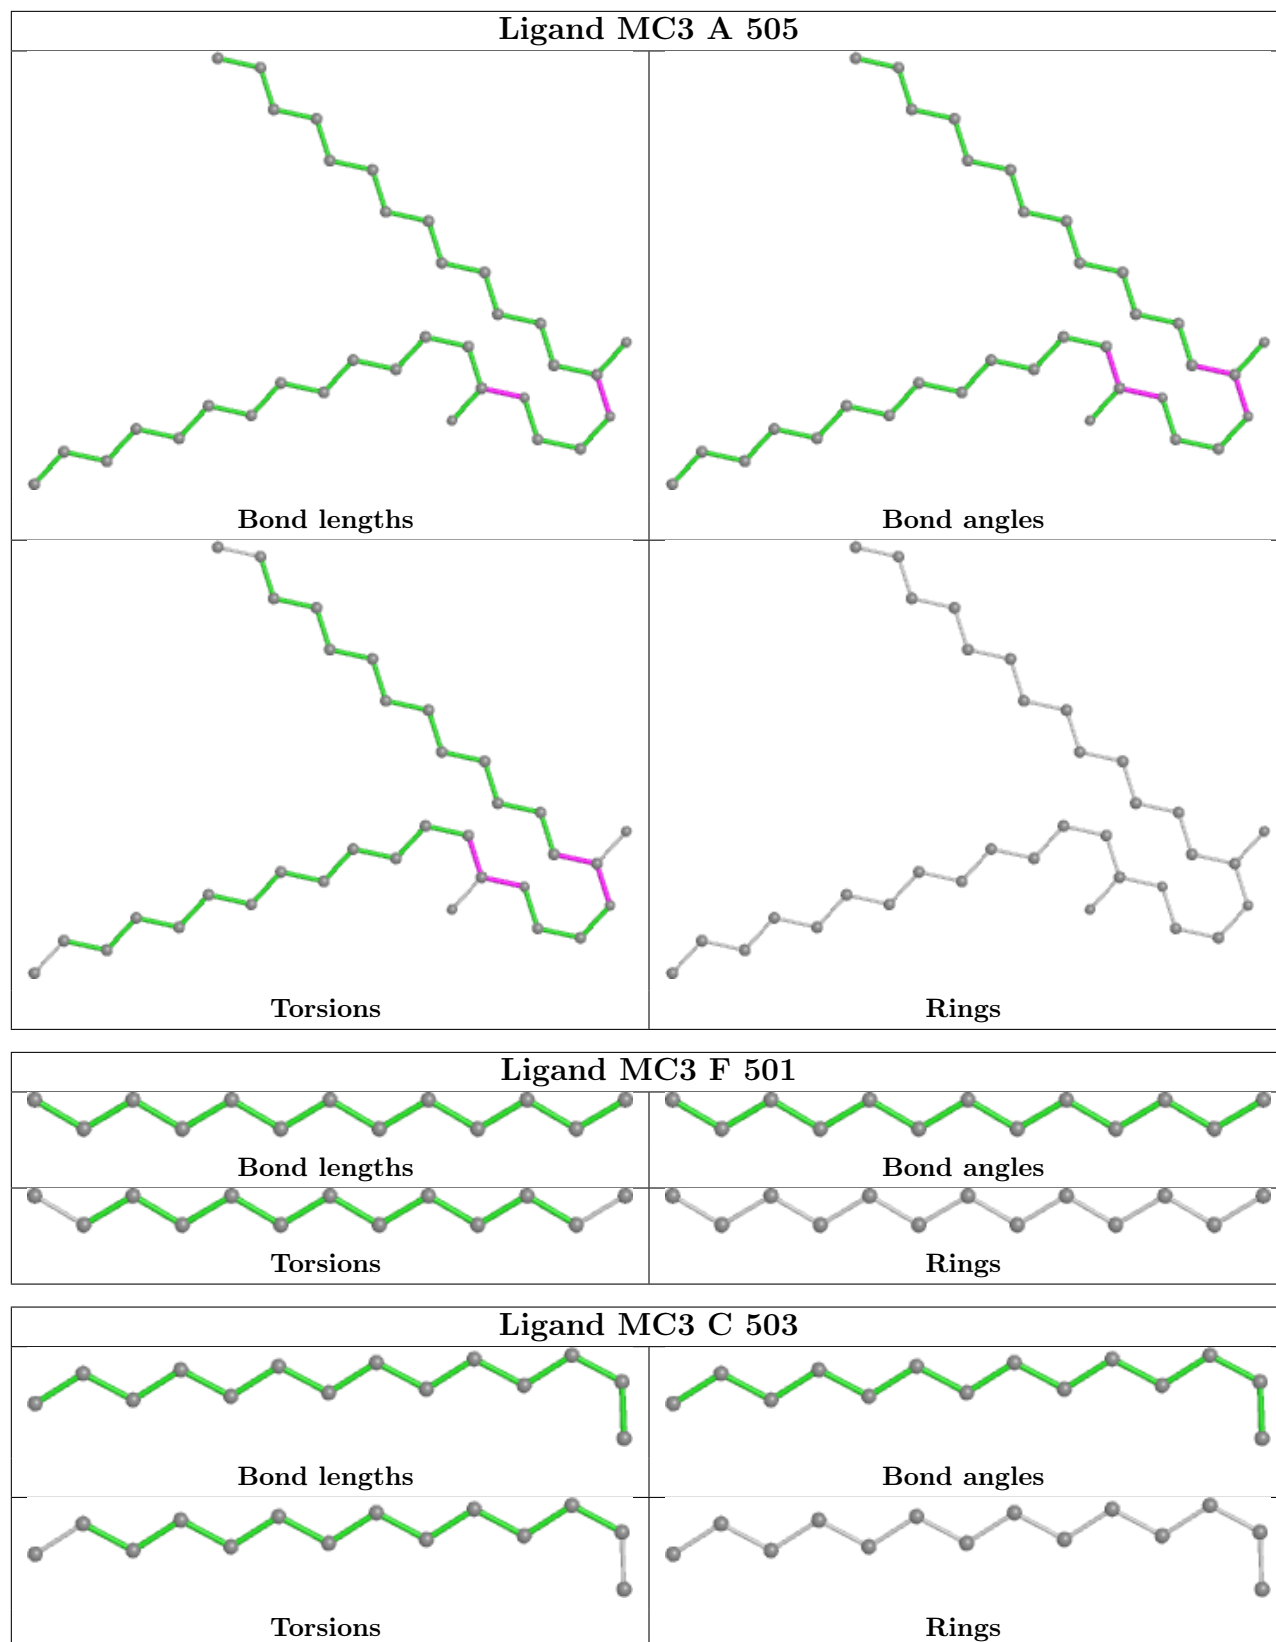 Ligand MC3 A 505
Bond lengths
Bond angles
Torsions
Rings
Ligand MC3 F 501
Bond lengths
Bond angles
Torsions
Rings
Ligand MC3 C 503
Bond lengths
Bond angles
Torsions
Rings